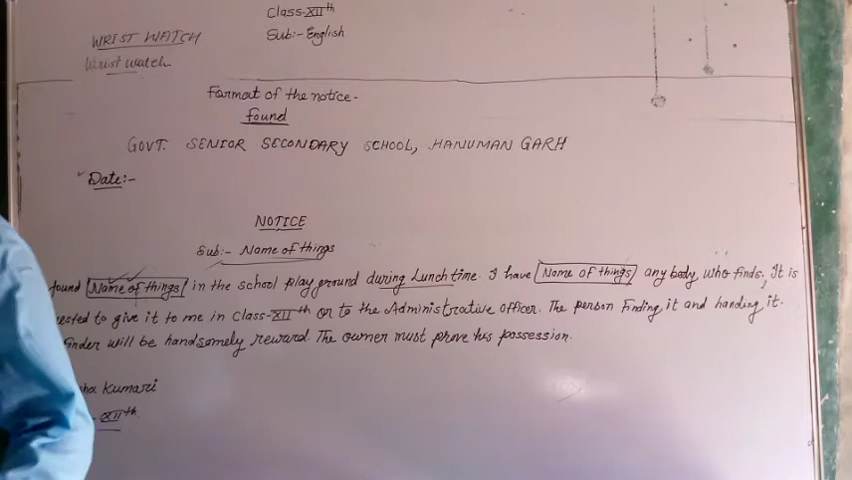 Class-XIIth
WRIST WATCH
Sub:- English
Wrist watch
Format of the notice-
found
GOVT. SENIOR SECONDARY SCHOOL, HANUMAN GARH
Date:-
NOTICE
Sub:- Name of things
found Name of things in the school play ground during Lunch time. I have Name of things any body who finds. It is
ested to give it to me in Class-XIIth or to the Administrative officer. The person Finding it and handing it.
finder will be handsomely reward. The owner must prove his possession.
Kumari
XIIth